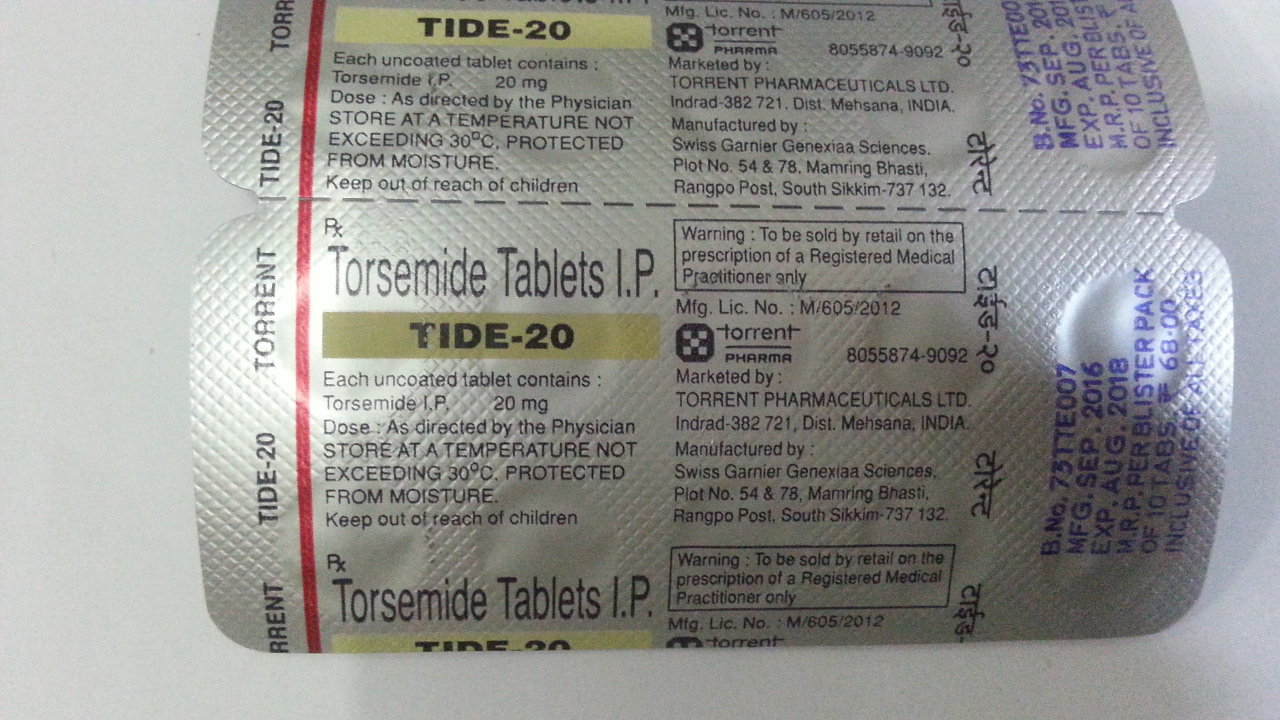 TIDE-20
Each uncoated tablet contains :
Torsemide I.P. 20 mg
Dose : As directed by the Physician
STORE AT A TEMPERATURE NOT
EXCEEDING 30°C, PROTECTED
FROM MOISTURE.
Keep out of reach of children
Mfg. Lic. No. : M/605/2012
torrent
PHARMA 8055874-9092
Marketed by :
TORRENT PHARMACEUTICALS LTD.
Indrad-382 721, Dist. Mehsana, INDIA.
Manufactured by :
Swiss Garnier Genexiaa Sciences,
Plot No. 54 & 78, Mamring Bhasti,
Rangpo Post, South Sikkim-737 132.
टाइड-२०
टोरेन्ट
B.No. 73TTE00
MFG. SEP. 201
EXP. AUG. 201
M.R.P. PER BLIST
OF 10 TABS. ₹
INCLUSIVE OF A
TORR
TIDE-20
TORRENT
TIDE-20
RRENT
Rx
Torsemide Tablets I.P.
TIDE-20
Each uncoated tablet contains :
Torsemide I.P. 20 mg
Dose : As directed by the Physician
STORE AT A TEMPERATURE NOT
EXCEEDING 30°C, PROTECTED
FROM MOISTURE.
Keep out of reach of children
Warning : To be sold by retail on the
prescription of a Registered Medical
Practitioner only
Mfg. Lic. No. : M/605/2012
torrent
PHARMA 8055874-9092
Marketed by :
TORRENT PHARMACEUTICALS LTD.
Indrad-382 721, Dist. Mehsana, INDIA.
Manufactured by :
Swiss Garnier Genexiaa Sciences,
Plot No. 54 & 78, Mamring Bhasti,
Rangpo Post, South Sikkim-737 132.
टाइड-२०
टोरेन्ट
B.No. 73TTE007
MFG. SEP. 2016
EXP. AUG. 2018
M.R.P. PER BLISTER PACK
OF 10 TABS. ₹ 68.00
INCLUSIVE OF ALL TAXES
Rx
Torsemide Tablets I.P.
TIDE-20
Warning : To be sold by retail on the
prescription of a Registered Medical
Practitioner only
Mfg. Lic. No. : M/605/2012
torrent
टाइड-